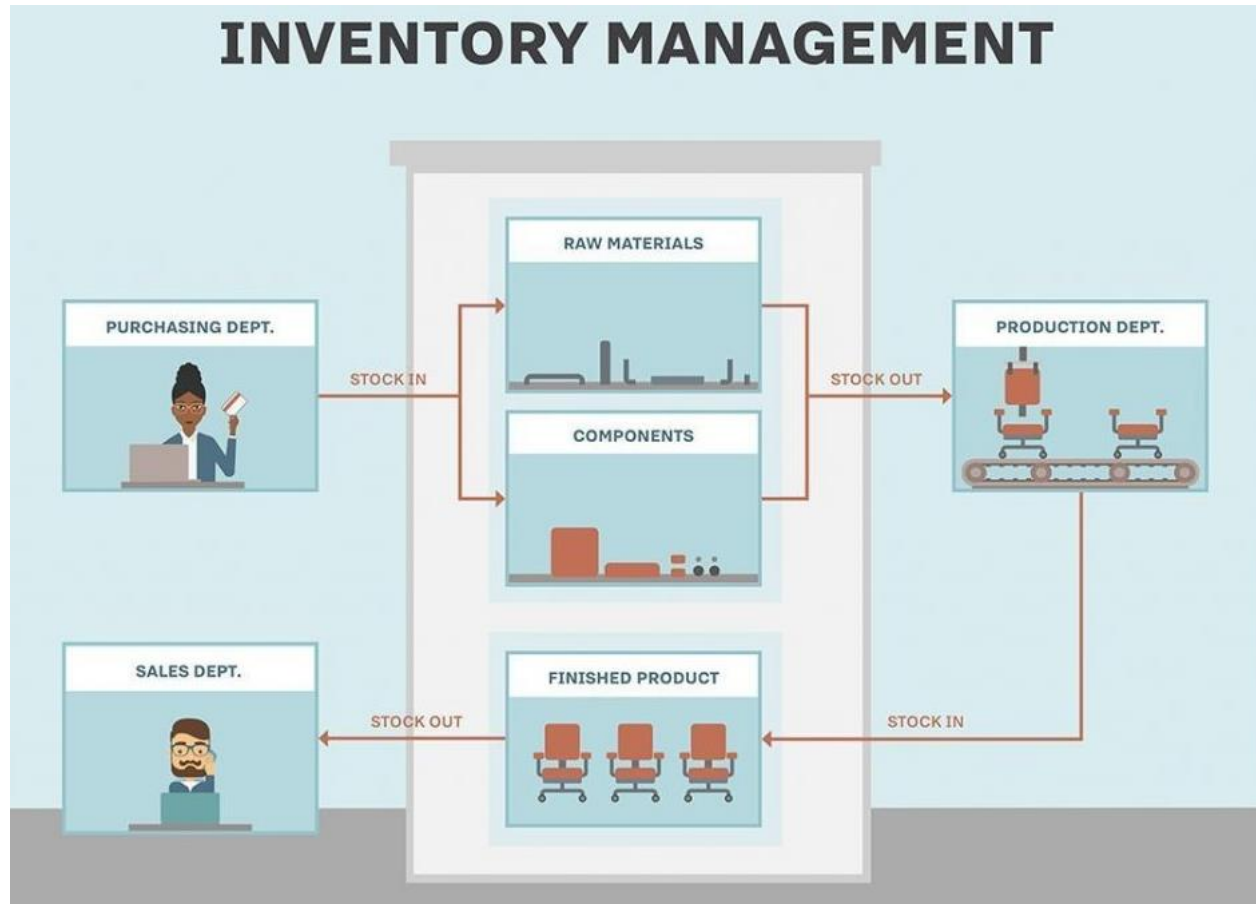 INVENTORY MANAGEMENT
RAW MATERIALS
PURCHASING DEPT.
PRODUCTION DEPT.
STOCK IN
STOCK OUT
COMPONENTS
SALES DEPT.
FINISHED PRODUCT
STOCK OUT
STOCK IN